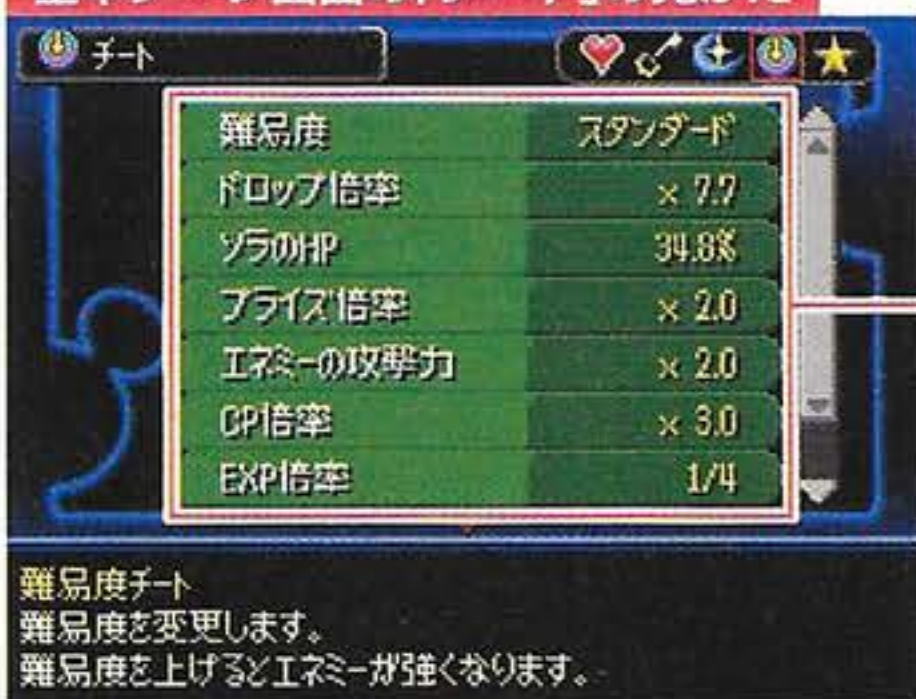 チート
難易度 スタンダード
ドロップ倍率 × 7.7
ソラのHP 34.8%
プライズ倍率 × 2.0
エネミーの攻撃力 × 2.0
CP倍率 × 3.0
EXP倍率 1/4
難易度チート
難易度を変更します。
難易度を上げるとエネミーが強くなります。